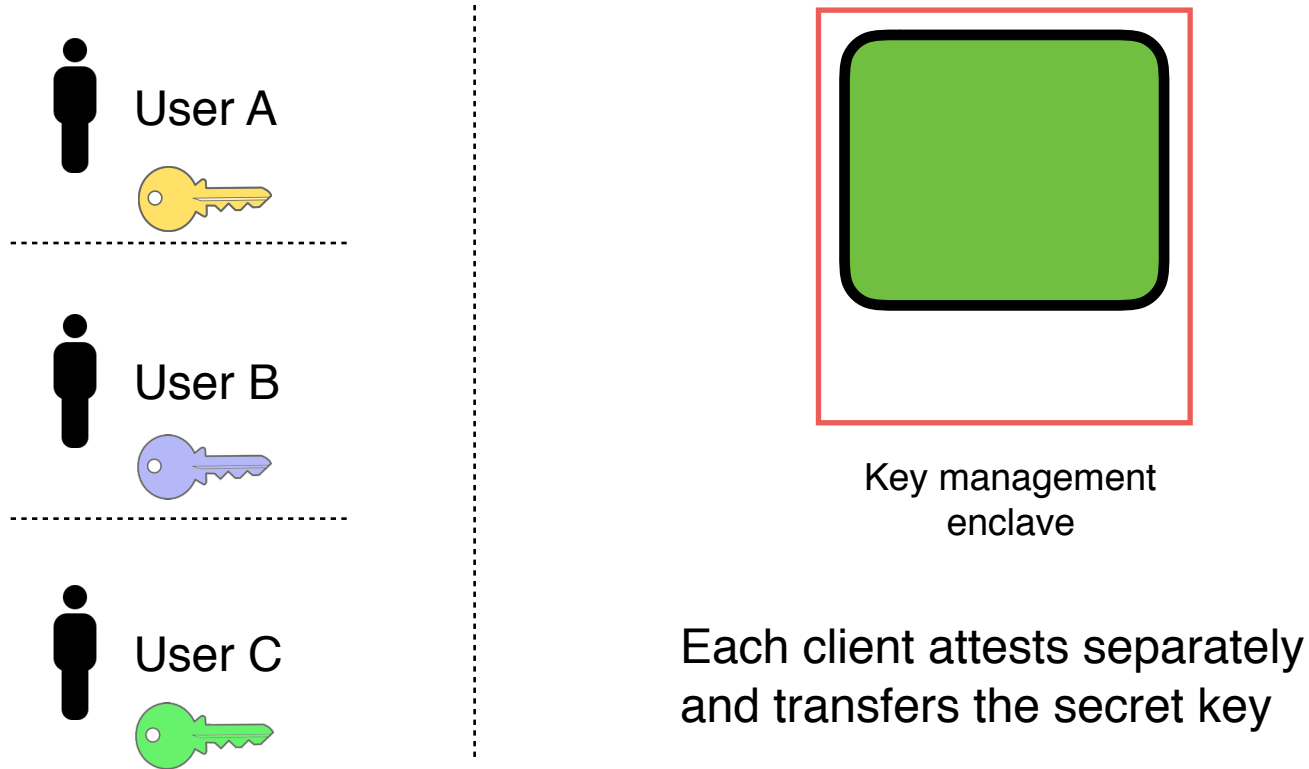 User A
User B
User C
Key management
enclave
Each client attests separately
and transfers the secret key